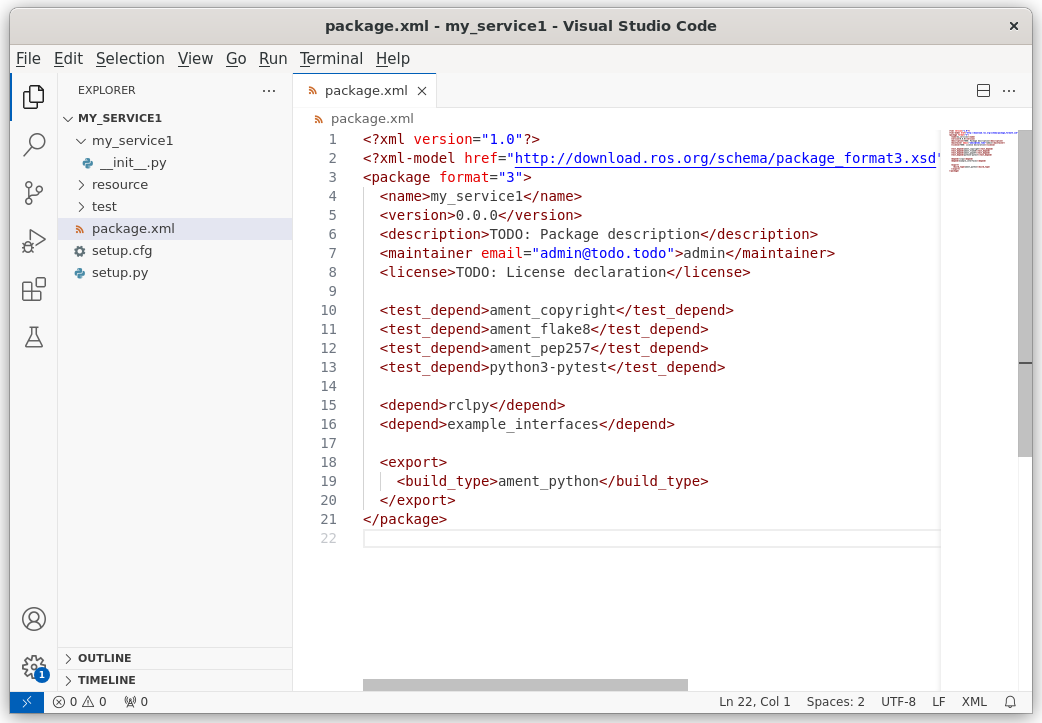 package.xml - my_service1 - Visual Studio Code
File Edit Selection View Go Run Terminal Help
EXPLORER
MY_SERVICE1
my_service1
__init__.py
resource
test
package.xml
setup.cfg
setup.py
OUTLINE
TIMELINE
package.xml
package.xml
1 <?xml version="1.0"?>
2 <?xml-model href="http://download.ros.org/schema/package_format3.xsd"
3 <package format="3">
4 <name>my_service1</name>
5 <version>0.0.0</version>
6 <description>TODO: Package description</description>
7 <maintainer email="admin@todo.todo">admin</maintainer>
8 <license>TODO: License declaration</license>
9
10 <test_depend>ament_copyright</test_depend>
11 <test_depend>ament_flake8</test_depend>
12 <test_depend>ament_pep257</test_depend>
13 <test_depend>python3-pytest</test_depend>
14
15 <depend>rclpy</depend>
16 <depend>example_interfaces</depend>
17
18 <export>
19 <build_type>ament_python</build_type>
20 </export>
21 </package>
22
1
0 0 0 Ln 22, Col 1 Spaces: 2 UTF-8 LF XML